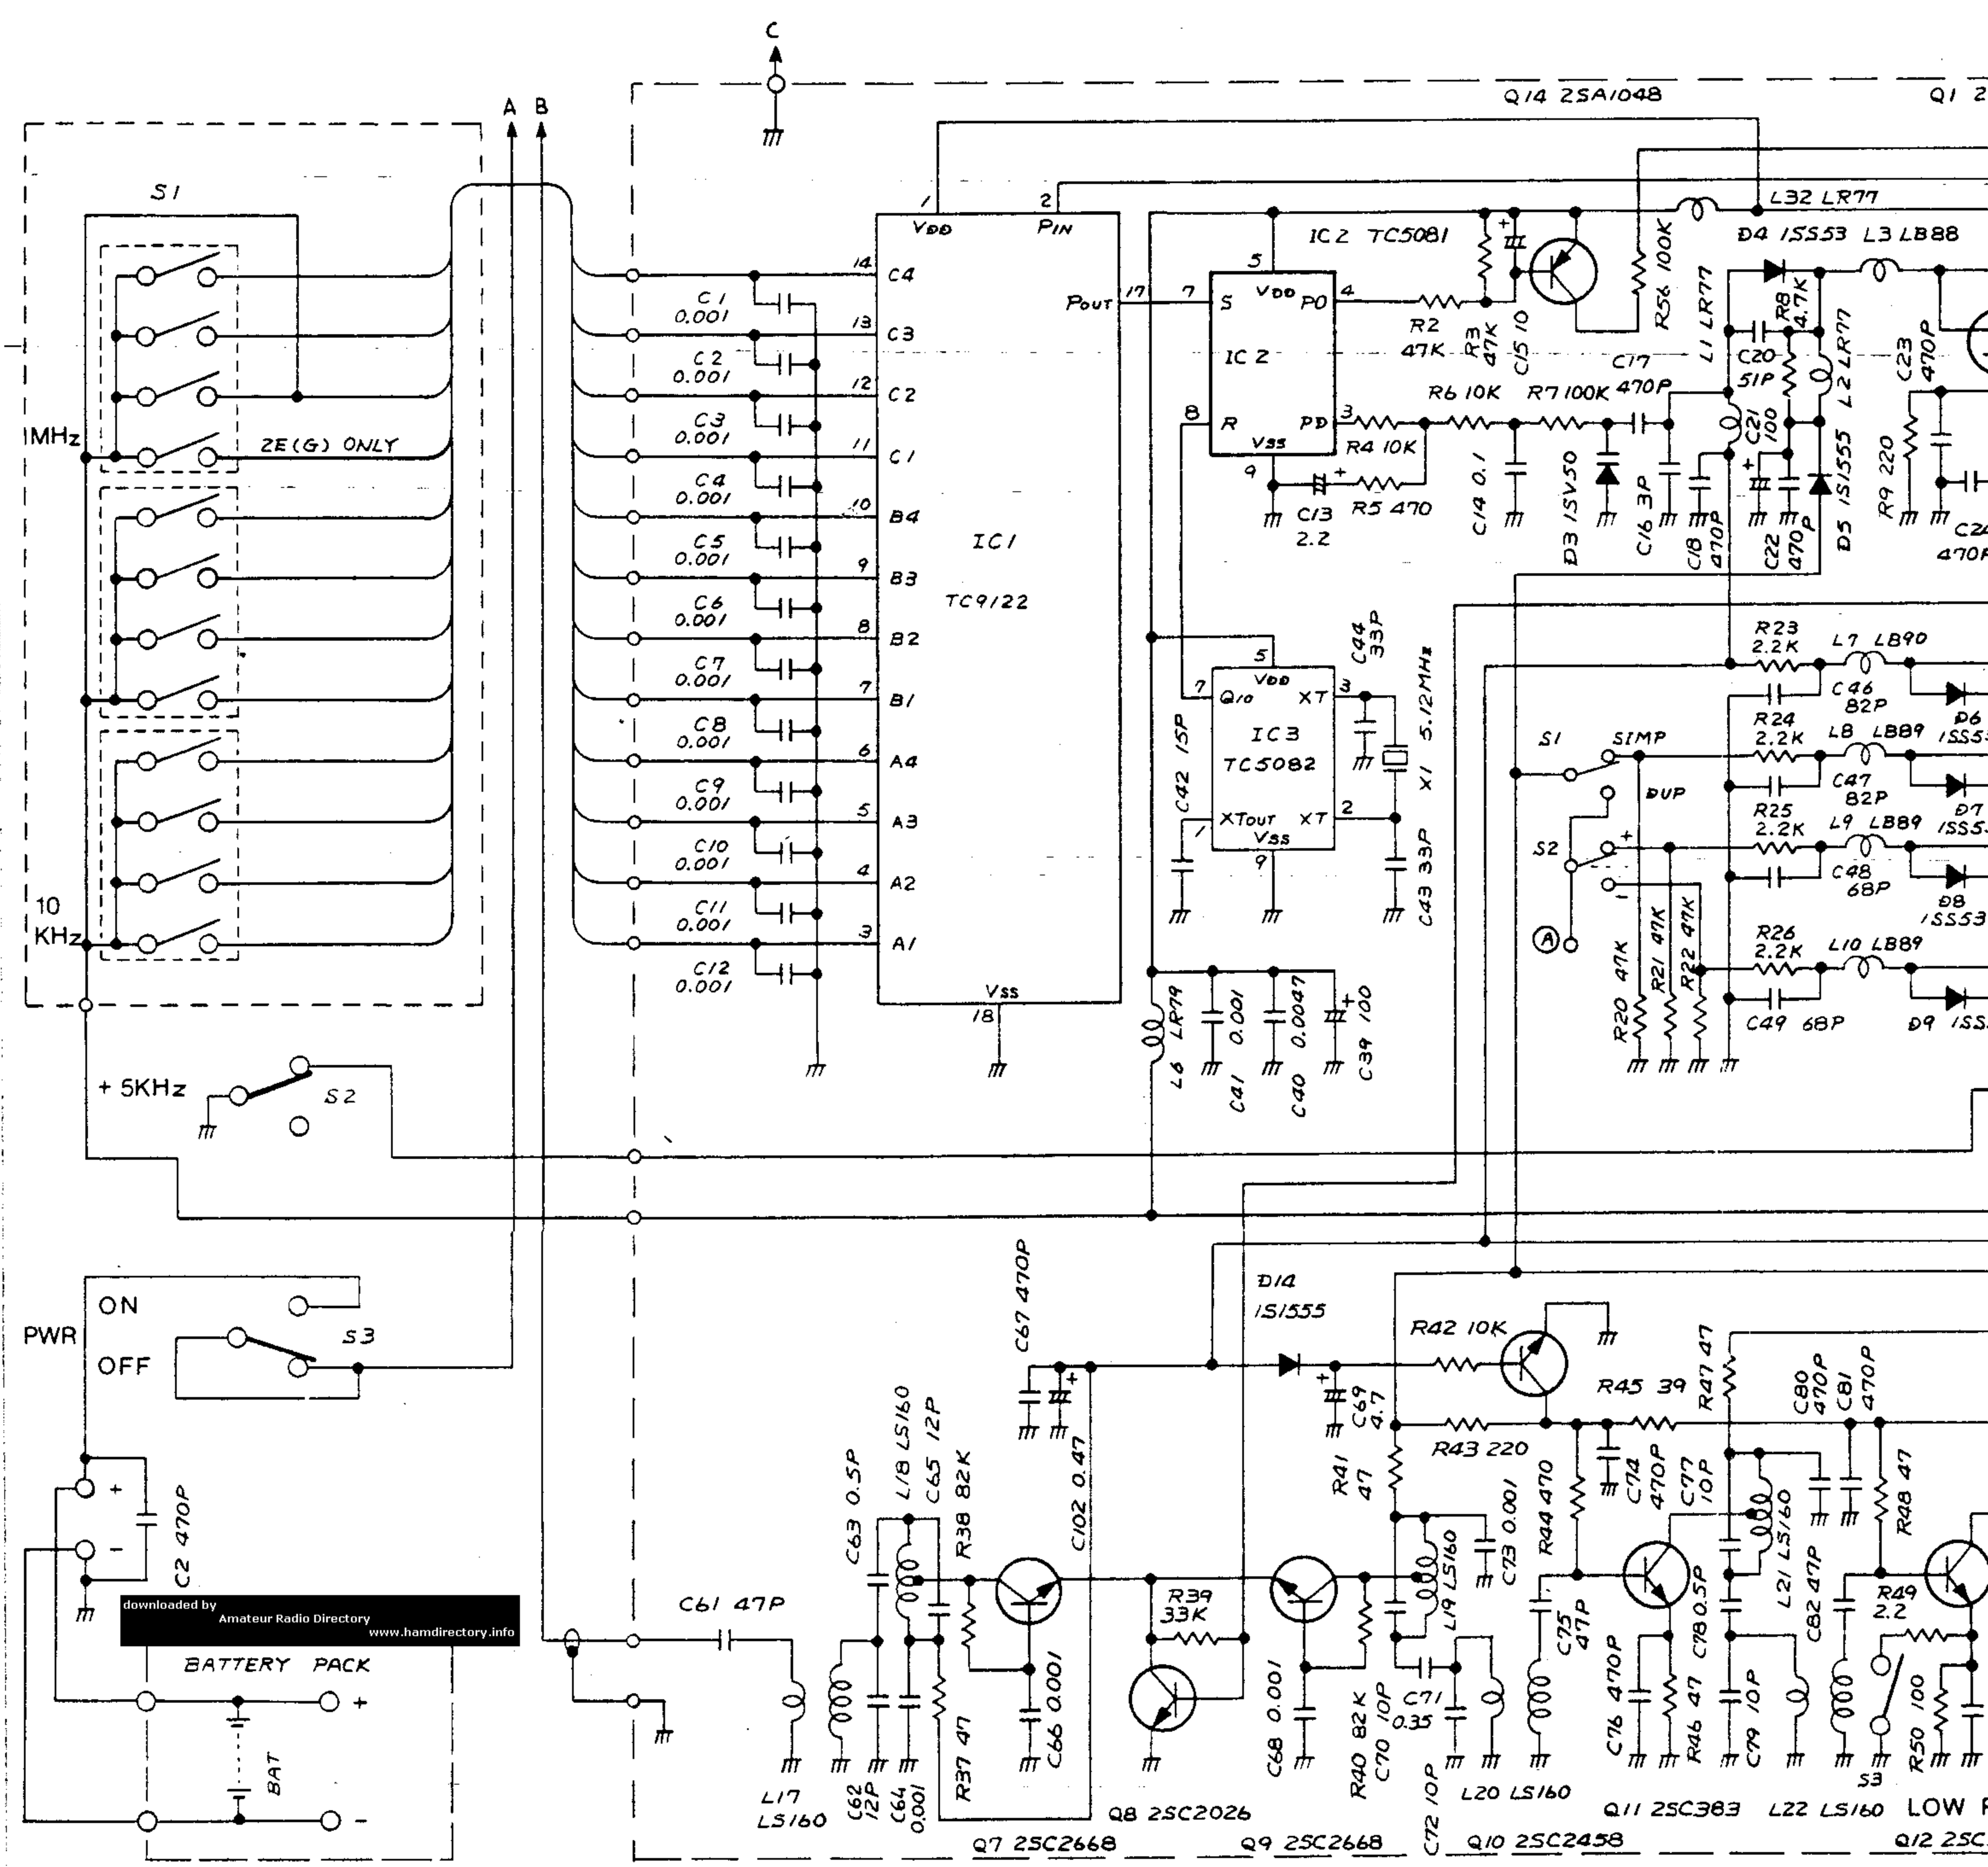 C
A B
Q14 2SA1048
Q1 2
S1
1
2
VDD
PIN
L32 LR77
IC2 TC5081
D4 1SS53 L3 LB88
R56 100K
14 C4
C1
0.001
POUT 17
7 S
5
VDD
PO 4
R2
47K
R3
47K
C15 10
L1 LR77
R8
4.7K
13 C3
C2
0.001
IC2
C17
470P
C20
51P
L2 LR77
C23
470P
12 C2
C3
0.001
R6 10K
R7 100K
8 R
PD 3
VSS
9
R4 10K
C21
100
1MHz
2E(G) ONLY
11 C1
C4
0.001
+
C13
2.2
R5 470
C14 0.1
D3 1SV50
C16 3P
C18
470P
+
C22
470P
D5 1S1555
R9 220
C24
470P
10 B4
C5
0.001
IC1
TC9122
9 B3
C6
0.001
8 B2
C7
0.001
7 B1
C8
0.001
6 A4
C9
0.001
5 A3
C10
0.001
4 A2
C11
0.001
3 A1
C12
0.001
VSS
18
10
KHz
5
VDD
7 Q10
XT 3
IC3
TC5082
XTOUT
1
XT 2
VSS
9
C44
33P
X1 5.12MHz
C42 15P
C43 33P
R23
2.2K
L7 LB90
C46
82P
D6
1SS53
S1
SIMP
DUP
R24
2.2K
L8 LB89
C47
82P
D7
1SS53
S2
+
-
R25
2.2K
L9 LB89
C48
68P
D8
1SS53
A
R20 47K
R21 47K
R22 47K
R26
2.2K
L10 LB89
C49 68P
D9 1SS
L6 LR79
C41 0.001
C40 0.0047
+
C39 100
+ 5KHz
S2
PWR
ON
OFF
S3
C67 470P
+
D14
1S1555
R42 10K
+
C69
4.7
R47 47
C80
470P
C81
470P
R45 39
R43 220
R41
47
C74
470P
C77
10P
+
-
C2 470P
C63 0.5P
L18 LS160
C65 12P
R38 82K
C102 0.47
L19 LS160
C73 0.001
R44 470
L21 LS160
C82 47P
R48 47
downloaded by
Amateur Radio Directory
www.hamdirectory.info
BATTERY PACK
+
BAT
-
C61 47P
R39
33K
C75
47P
C78 0.5P
R49
2.2
L17
LS160
C62
12P
C64
0.001
R37 47
C66 0.001
C68 0.001
R40 82K
C70 10P
C71
0.35
C72 10P
L20 LS160
C76 470P
R46 47
C79 10P
S3
R50 100
Q8 2SC2026
Q11 2SC383
L22 LS160
LOW
Q7 2SC2668
Q9 2SC2668
Q10 2SC2458
Q12 2SC